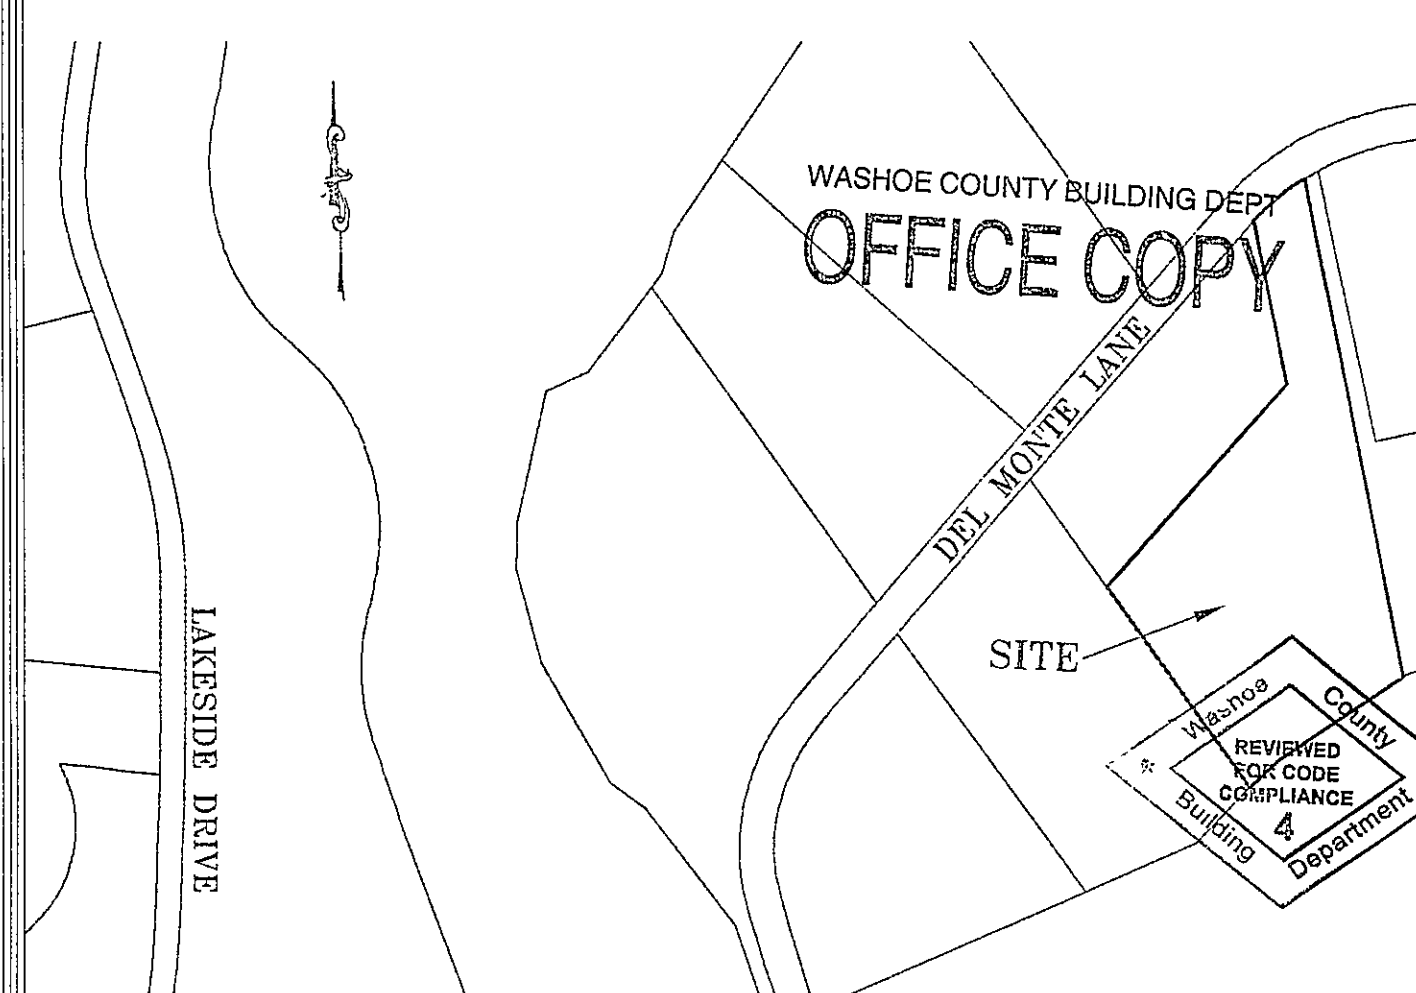 WASHOE COUNTY BUILDING DEPT
OFFICE COPY
DEL MONTE LANE
LAKESIDE DRIVE
SITE
Washoe
County
REVIEWED
FOR CODE
COMPLIANCE
4
Building
Department